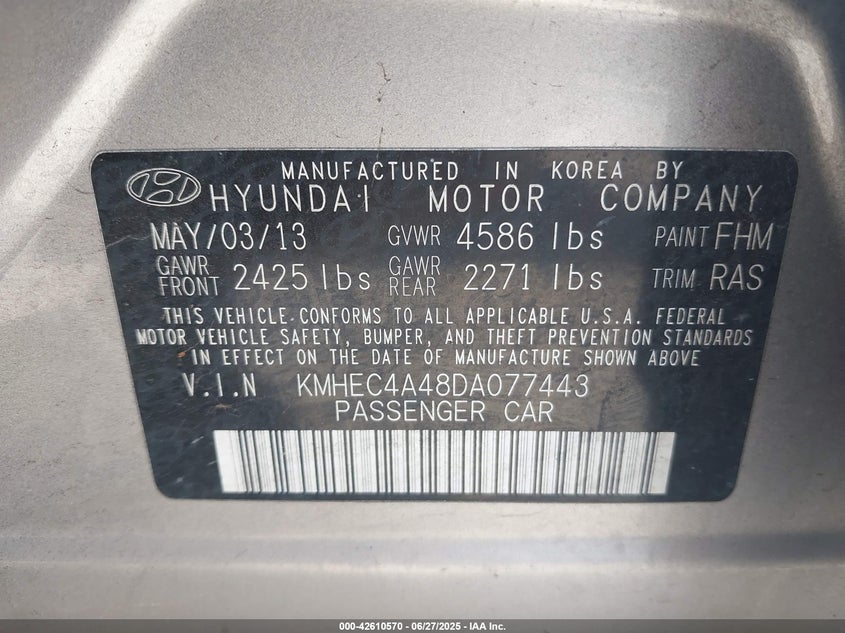 MANUFACTURED IN KOREA BY
HYUNDAI MOTOR COMPANY
MAY/03/13 GVWR 4586 lbs PAINT FHM
GAWR FRONT 2425 lbs GAWR REAR 2271 lbs TRIM RAS
THIS VEHICLE CONFORMS TO ALL APPLICABLE U.S.A. FEDERAL
MOTOR VEHICLE SAFETY, BUMPER, AND THEFT PREVENTION STANDARDS
IN EFFECT ON THE DATE OF MANUFACTURE SHOWN ABOVE
V.I.N KMHEC4A48DA077443
PASSENGER CAR
000-42610570 - 06/27/2025 - IAA Inc.